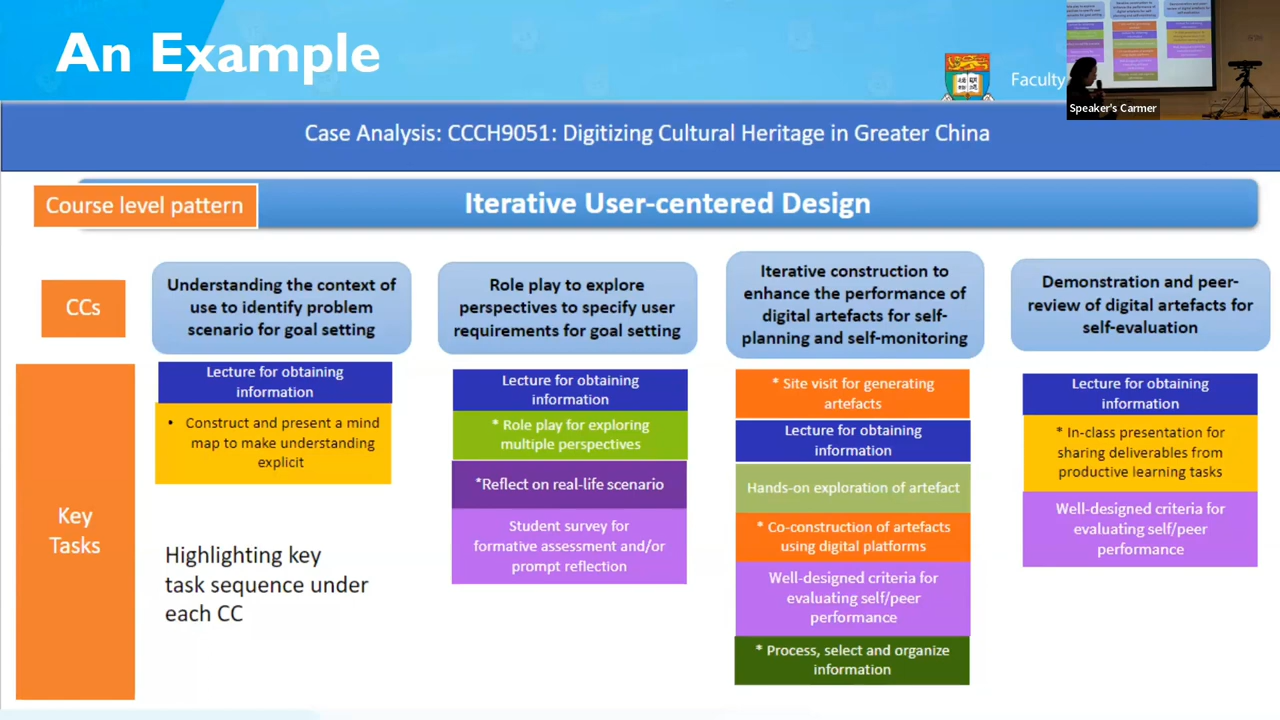 An Example
Faculty
Speaker's Carmer
Case Analysis: CCCH9051: Digitizing Cultural Heritage in Greater China
Course level pattern
Iterative User-centered Design
CCs
Understanding the context of
use to identify problem
scenario for goal setting
Role play to explore
perspectives to specify user
requirements for goal setting
Iterative construction to
enhance the performance of
digital artefacts for self-
planning and self-monitoring
Demonstration and peer-
review of digital artefacts for
self-evaluation
Key
Tasks
Lecture for obtaining
information
• Construct and present a mind
map to make understanding
explicit
Highlighting key
task sequence under
each CC
Lecture for obtaining
information
* Role play for exploring
multiple perspectives
*Reflect on real-life scenario
Student survey for
formative assessment and/or
prompt reflection
* Site visit for generating
artefacts
Lecture for obtaining
information
Hands-on exploration of artefact
* Co-construction of artefacts
using digital platforms
Well-designed criteria for
evaluating self/peer
performance
* Process, select and organize
information
Lecture for obtaining
information
* In-class presentation for
sharing deliverables from
productive learning tasks
Well-designed criteria for
evaluating self/peer
performance